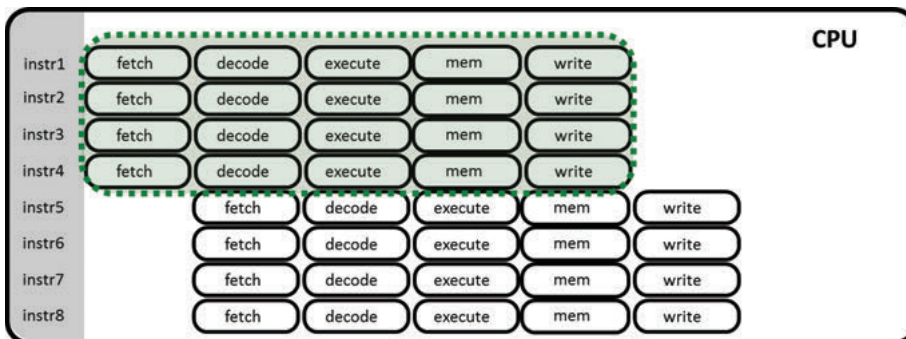 CPU
instr1 fetch decode execute mem write
instr2 fetch decode execute mem write
instr3 fetch decode execute mem write
instr4 fetch decode execute mem write
instr5 fetch decode execute mem write
instr6 fetch decode execute mem write
instr7 fetch decode execute mem write
instr8 fetch decode execute mem write